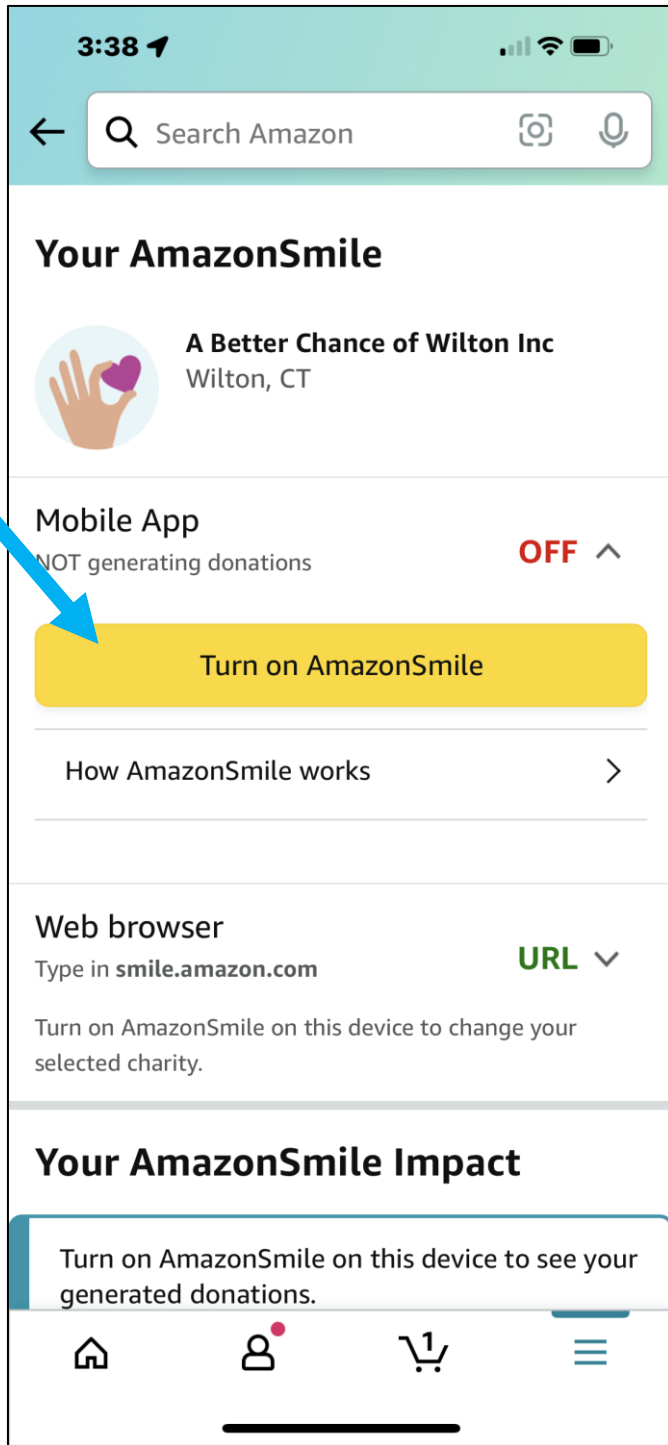 3:38
Search Amazon
Your AmazonSmile
A Better Chance of Wilton Inc
Wilton, CT
Mobile App
NOT generating donations
OFF
Turn on AmazonSmile
How AmazonSmile works
Web browser
Type in smile.amazon.com
URL
Turn on AmazonSmile on this device to change your
selected charity.
Your AmazonSmile Impact
Turn on AmazonSmile on this device to see your
generated donations.
1